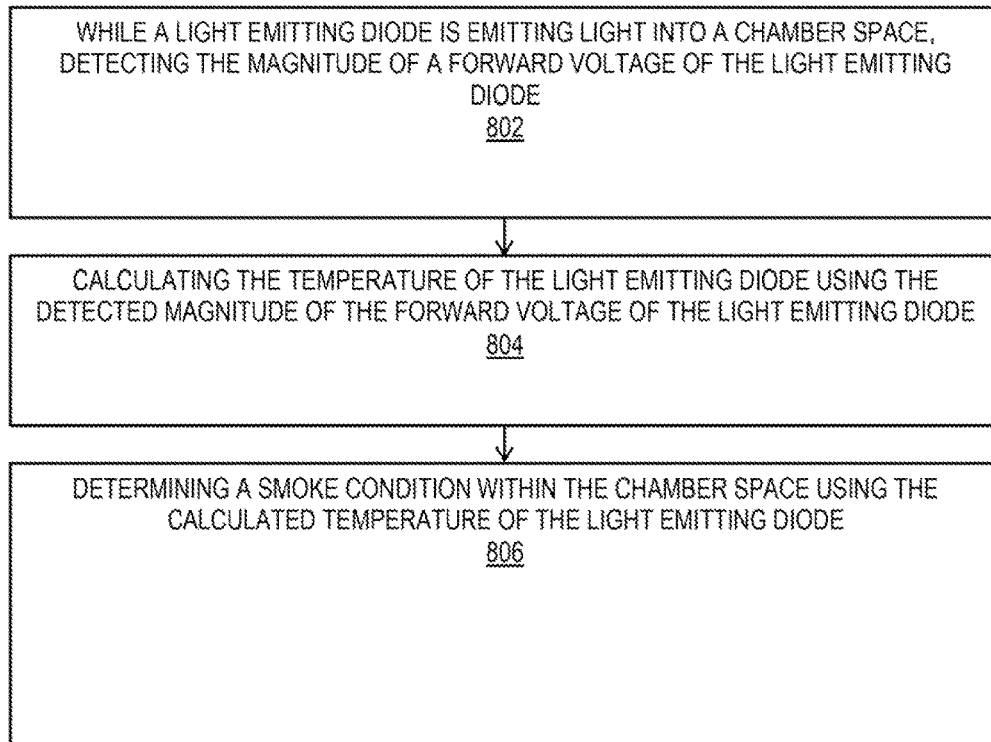 WHILE A LIGHT EMITTING DIODE IS EMITTING LIGHT INTO A CHAMBER SPACE,
DETECTING THE MAGNITUDE OF A FORWARD VOLTAGE OF THE LIGHT EMITTING
DIODE
802
CALCULATING THE TEMPERATURE OF THE LIGHT EMITTING DIODE USING THE
DETECTED MAGNITUDE OF THE FORWARD VOLTAGE OF THE LIGHT EMITTING DIODE
804
DETERMINING A SMOKE CONDITION WITHIN THE CHAMBER SPACE USING THE
CALCULATED TEMPERATURE OF THE LIGHT EMITTING DIODE
806